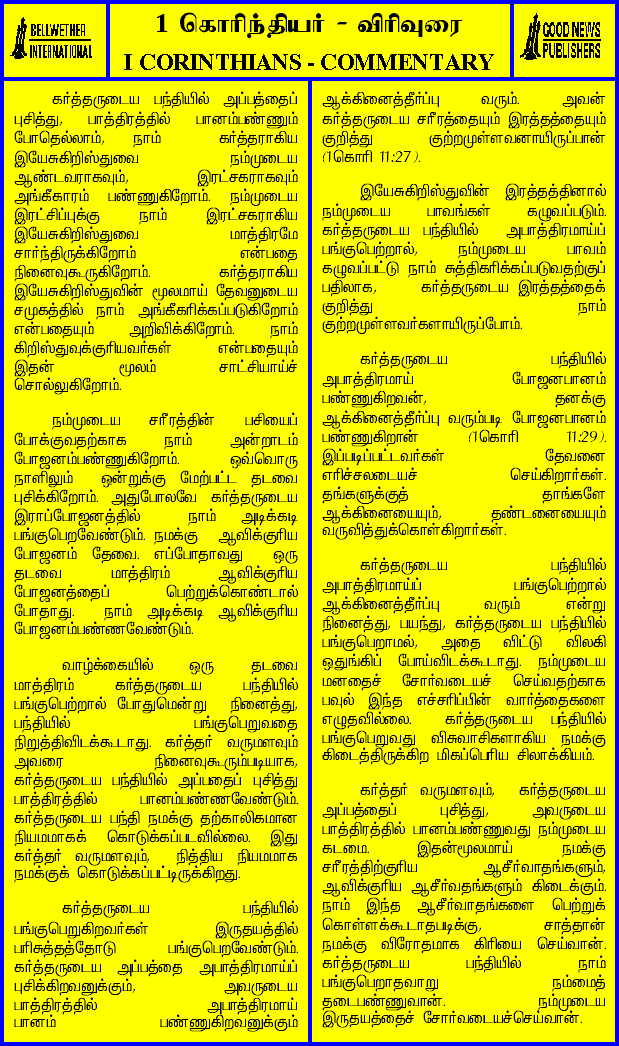 BELLWETHER
INTERNATIONAL
1 கொரிந்தியர் - விரிவுரை
I CORINTHIANS - COMMENTARY
GOOD NEWS
PUBLISHERS
கர்த்தருடைய பந்தியில் அப்பத்தைப்
புசித்து, பாத்திரத்தில் பானம்பண்ணும்
போதெல்லாம், நாம் கர்த்தராகிய
இயேசுகிறிஸ்துவை நம்முடைய
ஆண்டவராகவும், இரட்சகராகவும்
அங்கீகாரம் பண்ணுகிறோம். நம்முடைய
இரட்சிப்புக்கு நாம் இரட்சகராகிய
இயேசுகிறிஸ்துவை மாத்திரமே
சார்ந்திருக்கிறோம் என்பதை
நினைவுகூருகிறோம். கர்த்தராகிய
இயேசுகிறிஸ்துவின் மூலமாய் தேவனுடைய
சமுகத்தில் நாம் அங்கீகரிக்கப்படுகிறோம்
என்பதையும் அறிவிக்கிறோம். நாம்
கிறிஸ்துவுக்குரியவர்கள் என்பதையும்
இதன் மூலம் சாட்சியாய்ச்
சொல்லுகிறோம்.
நம்முடைய சரீரத்தின் பசியைப்
போக்குவதற்காக நாம் அன்றாடம்
போஜனம்பண்ணுகிறோம். ஒவ்வொரு
நாளிலும் ஒன்றுக்கு மேற்பட்ட தடவை
புசிக்கிறோம். அதுபோலவே கர்த்தருடைய
இராப்போஜனத்தில் நாம் அடிக்கடி
பங்குபெறவேண்டும். நமக்கு ஆவிக்குரிய
போஜனம் தேவை. எப்போதாவது ஒரு
தடவை மாத்திரம் ஆவிக்குரிய
போஜனத்தைப் பெற்றுக்கொண்டால்
போதாது. நாம் அடிக்கடி ஆவிக்குரிய
போஜனம்பண்ணவேண்டும்.
வாழ்க்கையில் ஒரு தடவை
மாத்திரம் கர்த்தருடைய பந்தியில்
பங்குபெற்றால் போதுமென்று நினைத்து,
பந்தியில் பங்குபெறுவதை
நிறுத்திவிடக்கூடாது. கர்த்தர் வருமளவும்
அவரை நினைவுகூரும்படியாக,
கர்த்தருடைய பந்தியில் அப்பதைப் புசித்து
பாத்திரத்தில் பானம்பண்ணவேண்டும்.
கர்த்தருடைய பந்தி நமக்கு தற்காலிகமான
நியமமாகக் கொடுக்கப்படவில்லை. இது
கர்த்தர் வருமளவும், நித்திய நியமமாக
நமக்குக் கொடுக்கப்பட்டிருக்கிறது.
கர்த்தருடைய பந்தியில்
பங்குபெறுகிறவர்கள் இருதயத்தில்
பரிசுத்தத்தோடு பங்குபெறவேண்டும்.
கர்த்தருடைய அப்பத்தை அபாத்திரமாய்ப்
புசிக்கிறவனுக்கும், அவருடைய
பாத்திரத்தில் அபாத்திரமாய்
பானம் பண்ணுகிறவனுக்கும்
ஆக்கினைத்தீர்ப்பு வரும். அவன்
கர்த்தருடைய சரீரத்தையும் இரத்தத்தையும்
குறித்து குற்றமுள்ளவனாயிருப்பான்
(1கொரி 11:27).
இயேசுகிறிஸ்துவின் இரத்தத்தினால்
நம்முடைய பாவங்கள் கழுவப்படும்.
கர்த்தருடைய பந்தியில் அபாத்திரமாய்ப்
பங்குபெற்றால், நம்முடைய பாவம்
கழுவப்பட்டு நாம் சுத்திகரிக்கப்படுவதற்குப்
பதிலாக, கர்த்தருடைய இரத்தத்தைக்
குறித்து நாம்
குற்றமுள்ளவர்களாயிருப்போம்.
கர்த்தருடைய பந்தியில்
அபாத்திரமாய் போஜனபானம்
பண்ணுகிறவன், தனக்கு
ஆக்கினைத்தீர்ப்பு வரும்படி போஜனபானம்
பண்ணுகிறான் (1கொரி 11:29).
இப்படிப்பட்டவர்கள் தேவனை
எரிச்சலடையச் செய்கிறார்கள்.
தங்களுக்குத் தாங்களே
ஆக்கினையையும், தண்டனையையும்
வருவித்துக்கொள்கிறார்கள்.
கர்த்தருடைய பந்தியில்
அபாத்திரமாய்ப் பங்குபெற்றால்
ஆக்கினைத்தீர்ப்பு வரும் என்று
நினைத்து, பயந்து, கர்த்தருடைய பந்தியில்
பங்குபெறாமல், அதை விட்டு விலகி
ஒதுங்கிப் போய்விடக்கூடாது. நம்முடைய
மனதைச் சோர்வடையச் செய்வதற்காக
பவுல் இந்த எச்சரிப்பின் வார்த்தைகளை
எழுதவில்லை. கர்த்தருடைய பந்தியில்
பங்குபெறுவது விசுவாசிகளாகிய நமக்கு
கிடைத்திருக்கிற மிகப்பெரிய சிலாக்கியம்.
கர்த்தர் வருமளவும், கர்த்தருடைய
அப்பத்தைப் புசித்து, அவருடைய
பாத்திரத்தில் பானம்பண்ணுவது நம்முடைய
கடமை. இதன்மூலமாய் நமக்கு
சரீரத்திற்குரிய ஆசீர்வாதங்களும்,
ஆவிக்குரிய ஆசீர்வதங்களும் கிடைக்கும்.
நாம் இந்த ஆசீர்வாதங்களை பெற்றுக்
கொள்ளக்கூடாதபடிக்கு, சாத்தான்
நமக்கு விரோதமாக கிரியை செய்வான்.
கர்த்தருடைய பந்தியில் நாம்
பங்குபெறாதவாறு நம்மைத்
தடைபண்ணுவான். நம்முடைய
இருதயத்தைச் சோர்வடையச்செய்வான்.